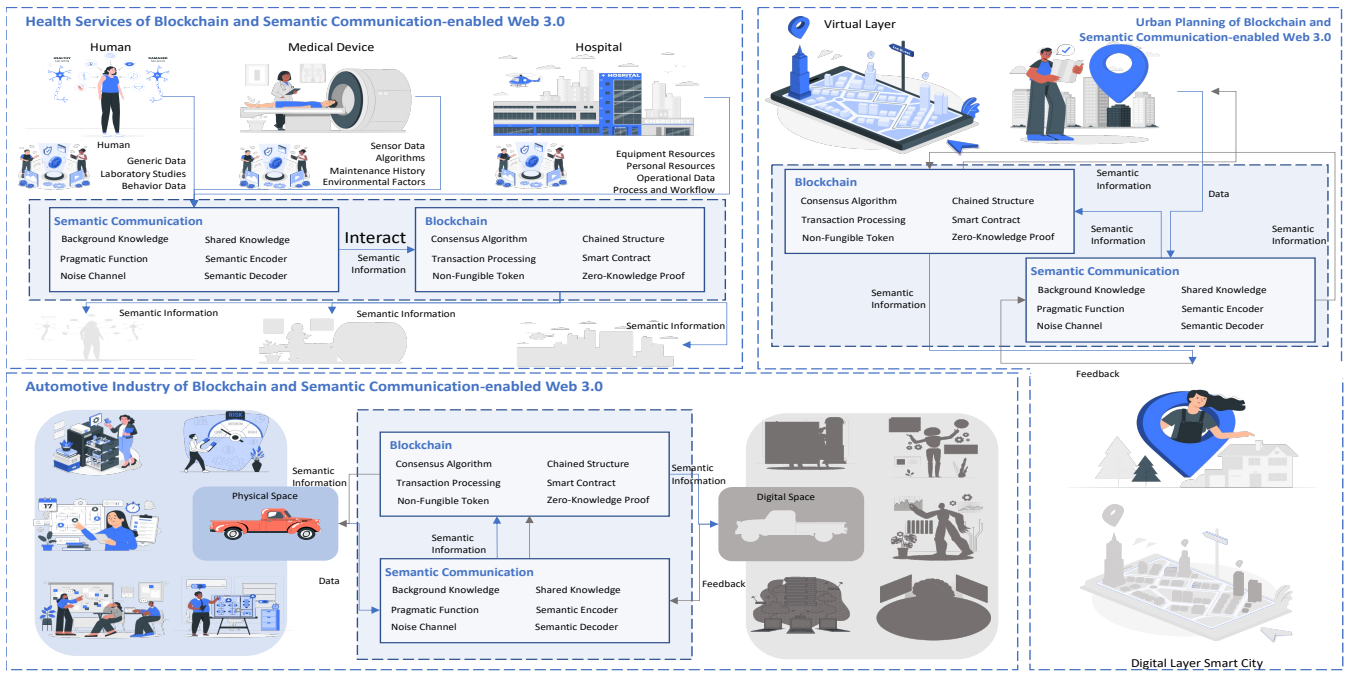 Health Services of Blockchain and Semantic Communication-enabled Web 3.0
Human
Medical Device
Hospital
HOSPITAL
Human
Generic Data
Laboratory Studies
Behavior Data
Sensor Data
Algorithms
Maintenance History
Environmental Factors
Equipment Resources
Personal Resources
Operational Data
Process and Workflow
Semantic Communication
Background Knowledge
Shared Knowledge
Pragmatic Function
Semantic Encoder
Noise Channel
Semantic Decoder
Interact
Semantic
Information
Blockchain
Consensus Algorithm
Chained Structure
Transaction Processing
Smart Contract
Non-Fungible Token
Zero-Knowledge Proof
Semantic Information
Semantic Information
Semantic Information
Virtual Layer
Urban Planning of Blockchain and
Semantic Communication-enabled Web 3.0
Blockchain
Consensus Algorithm
Chained Structure
Transaction Processing
Smart Contract
Non-Fungible Token
Zero-Knowledge Proof
Semantic
Information
Data
Semantic
Information
Semantic
Information
Semantic Communication
Background Knowledge
Shared Knowledge
Pragmatic Function
Semantic Encoder
Noise Channel
Semantic Decoder
Semantic
Information
Feedback
Digital Layer Smart City
Automotive Industry of Blockchain and Semantic Communication-enabled Web 3.0
RISK
17
Semantic
Information
Physical Space
Data
Blockchain
Consensus Algorithm
Chained Structure
Transaction Processing
Smart Contract
Non-Fungible Token
Zero-Knowledge Proof
Semantic
Information
Semantic Communication
Background Knowledge
Shared Knowledge
Pragmatic Function
Semantic Encoder
Noise Channel
Semantic Decoder
Semantic
Information
Digital Space
Feedback